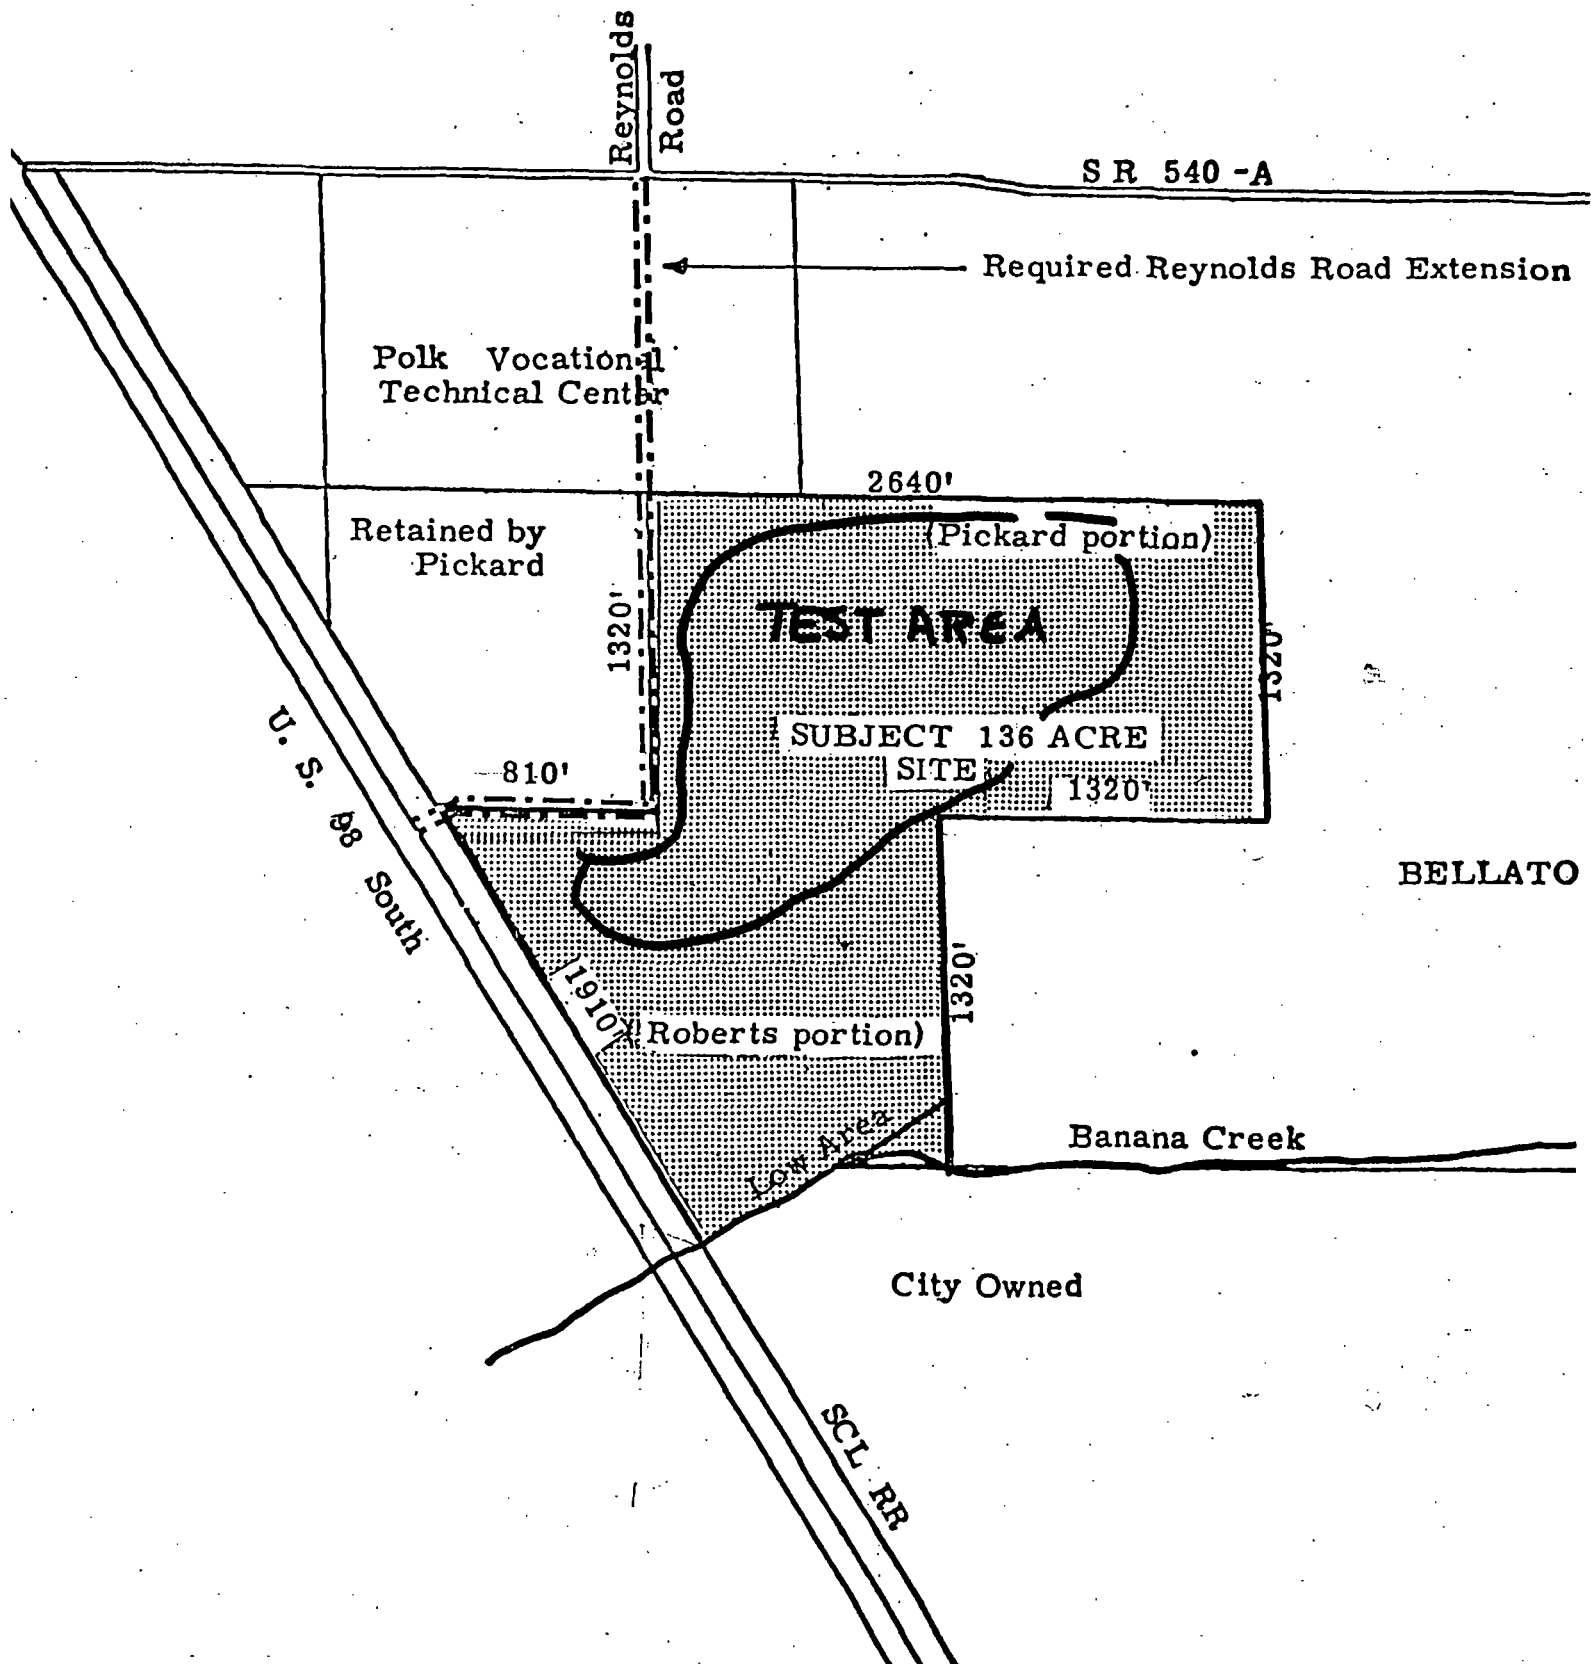 Reynolds
Road
S R 540 -A
Required Reynolds Road Extension
Polk Vocational
Technical Center
2640'
Retained by
Pickard
(Pickard portion)
1320'
TEST AREA
1320'
SUBJECT 136 ACRE
SITE
810'
1320'
U. S. 98 South
BELLATO
1910'
1320'
(Roberts portion)
Low Area
Banana Creek
City Owned
SCL RR